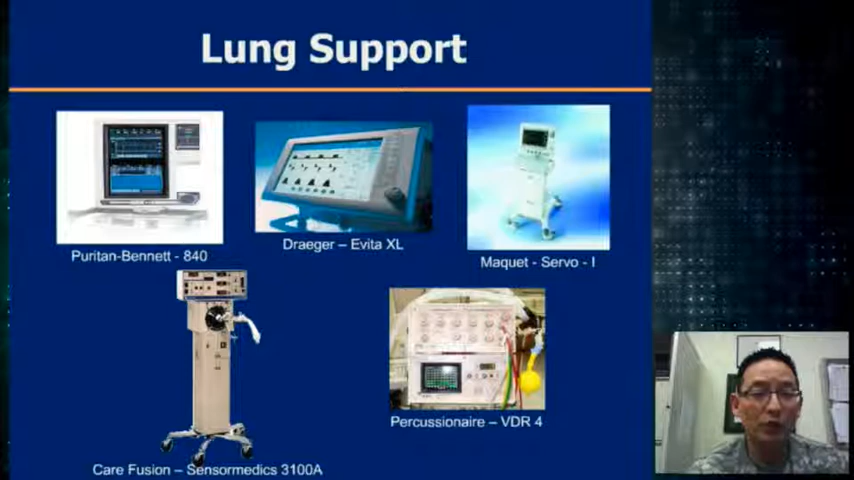 Lung Support
Puritan-Bennett - 840
Draeger – Evita XL
Maquet - Servo - I
Percussionaire – VDR 4
Care Fusion – Sensormedics 3100A